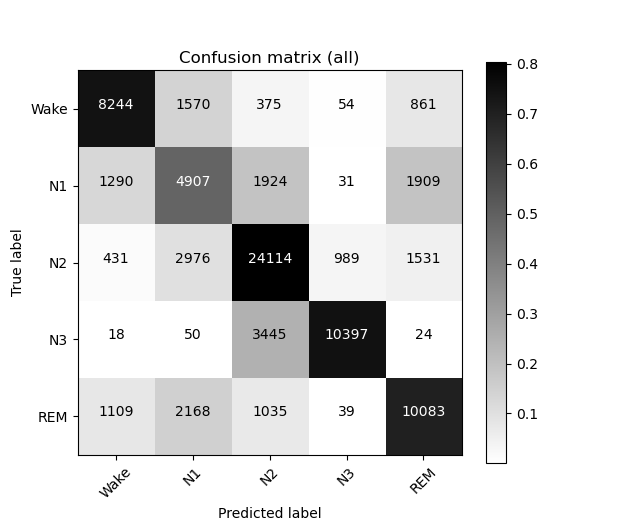 Confusion matrix (all)
Wake 8244 1570 375 54 861
N1 1290 4907 1924 31 1909
N2 431 2976 24114 989 1531
N3 18 50 3445 10397 24
REM 1109 2168 1035 39 10083
Wake N1 N2 N3 REM
Predicted label
True label
0.8
0.7
0.6
0.5
0.4
0.3
0.2
0.1